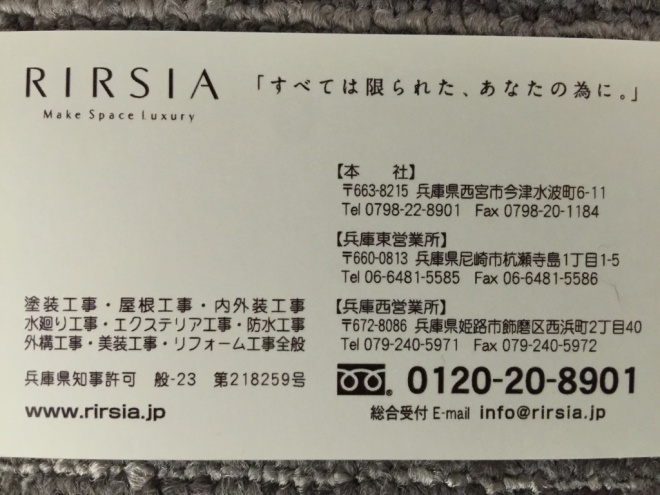 RIRSIA
Make Space Luxury
「すべては限られた、あなたの為に。」
【本　社】
〒663-8215 兵庫県西宮市今津水波町6-11
Tel 0798-22-8901 Fax 0798-20-1184
【兵庫東営業所】
〒660-0813 兵庫県尼崎市杭瀬寺島1丁目1-5
Tel 06-6481-5585 Fax 06-6481-5586
【兵庫西営業所】
〒672-8086 兵庫県姫路市飾磨区西浜町2丁目40
Tel 079-240-5971 Fax 079-240-5972
塗装工事・屋根工事・内外装工事
水廻り工事・エクステリア工事・防水工事
外構工事・美装工事・リフォーム工事全般
兵庫県知事許可　般-23　第218259号
www.rirsia.jp
0120-20-8901
総合受付 E-mail info@rirsia.jp